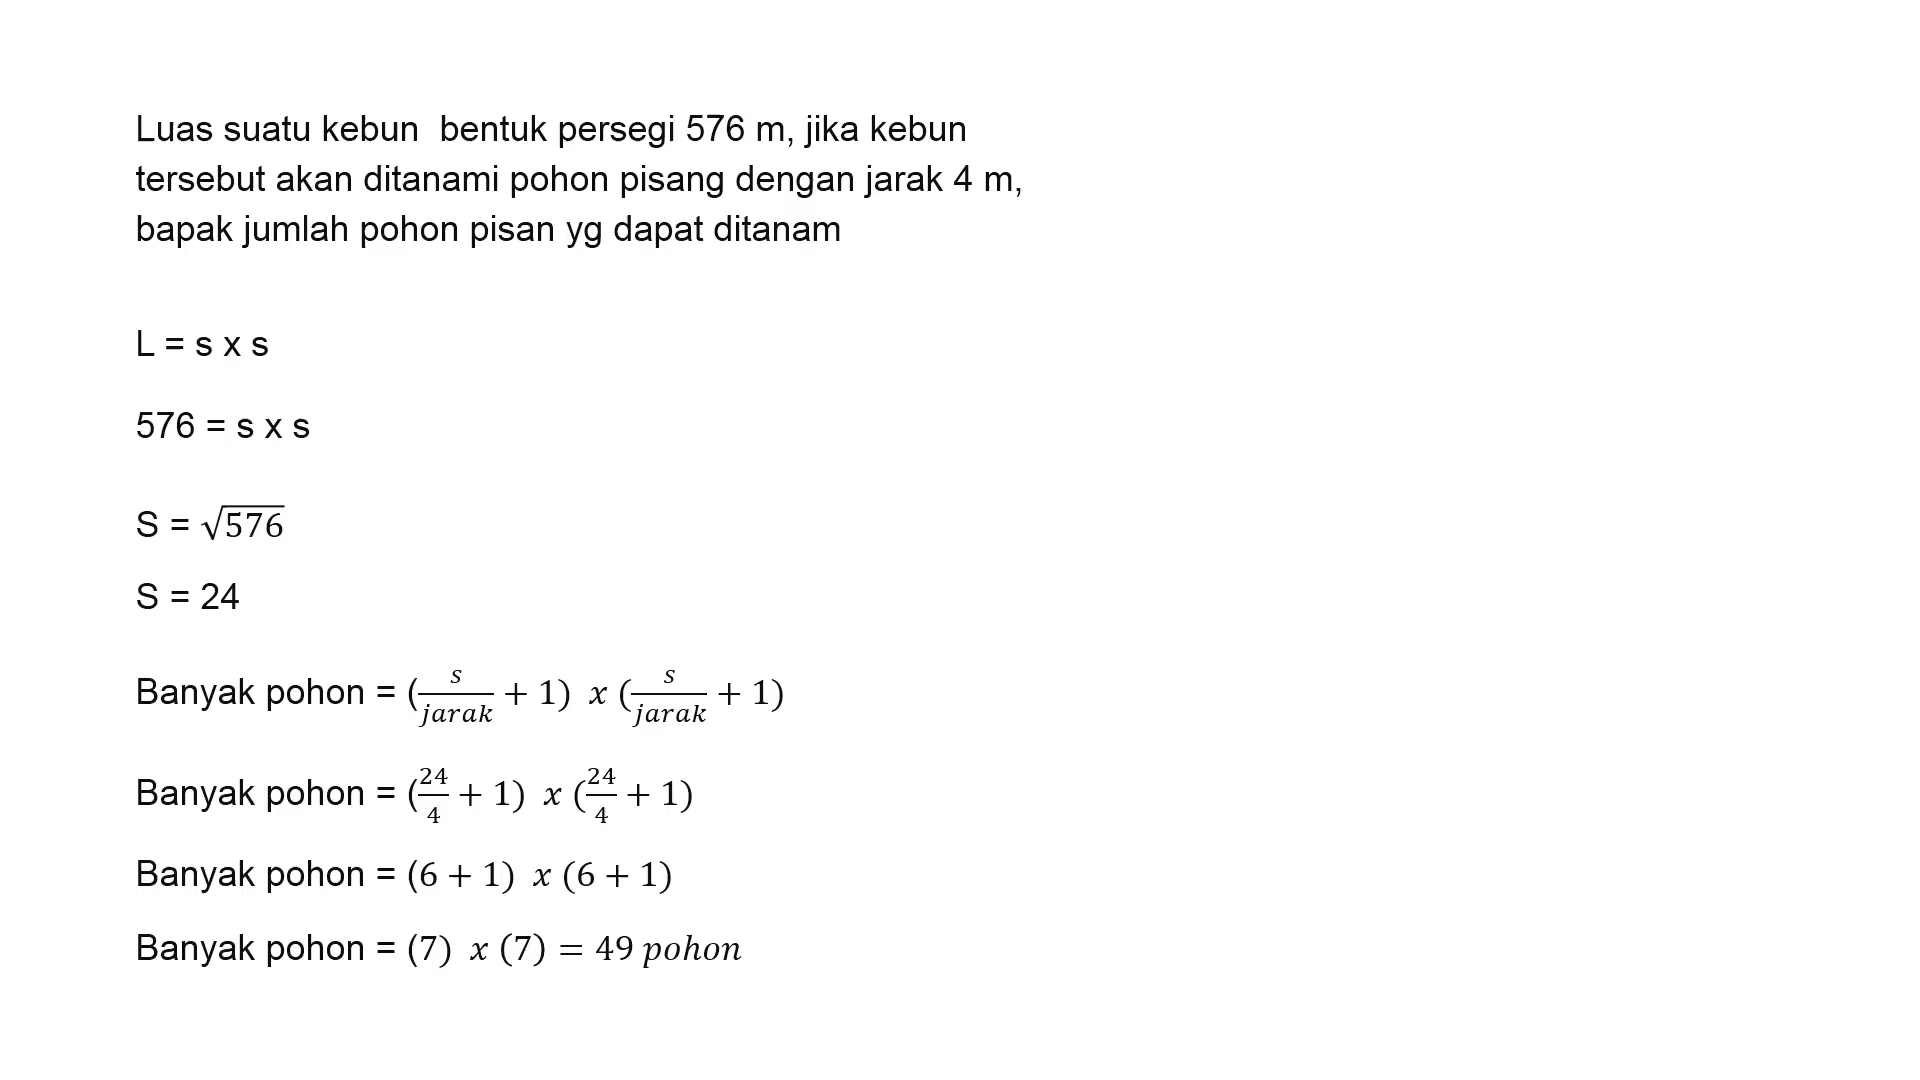 Luas suatu kebun  bentuk persegi 576 m, jika kebun
tersebut akan ditanami pohon pisang dengan jarak 4 m,
bapak jumlah pohon pisan yg dapat ditanam
L = s x s
576 = s x s
S = √576
S = 24
Banyak pohon = (s/jarak + 1) x (s/jarak + 1)
Banyak pohon = (24/4 + 1) x (24/4 + 1)
Banyak pohon = (6 + 1) x (6 + 1)
Banyak pohon = (7) x (7) = 49 pohon